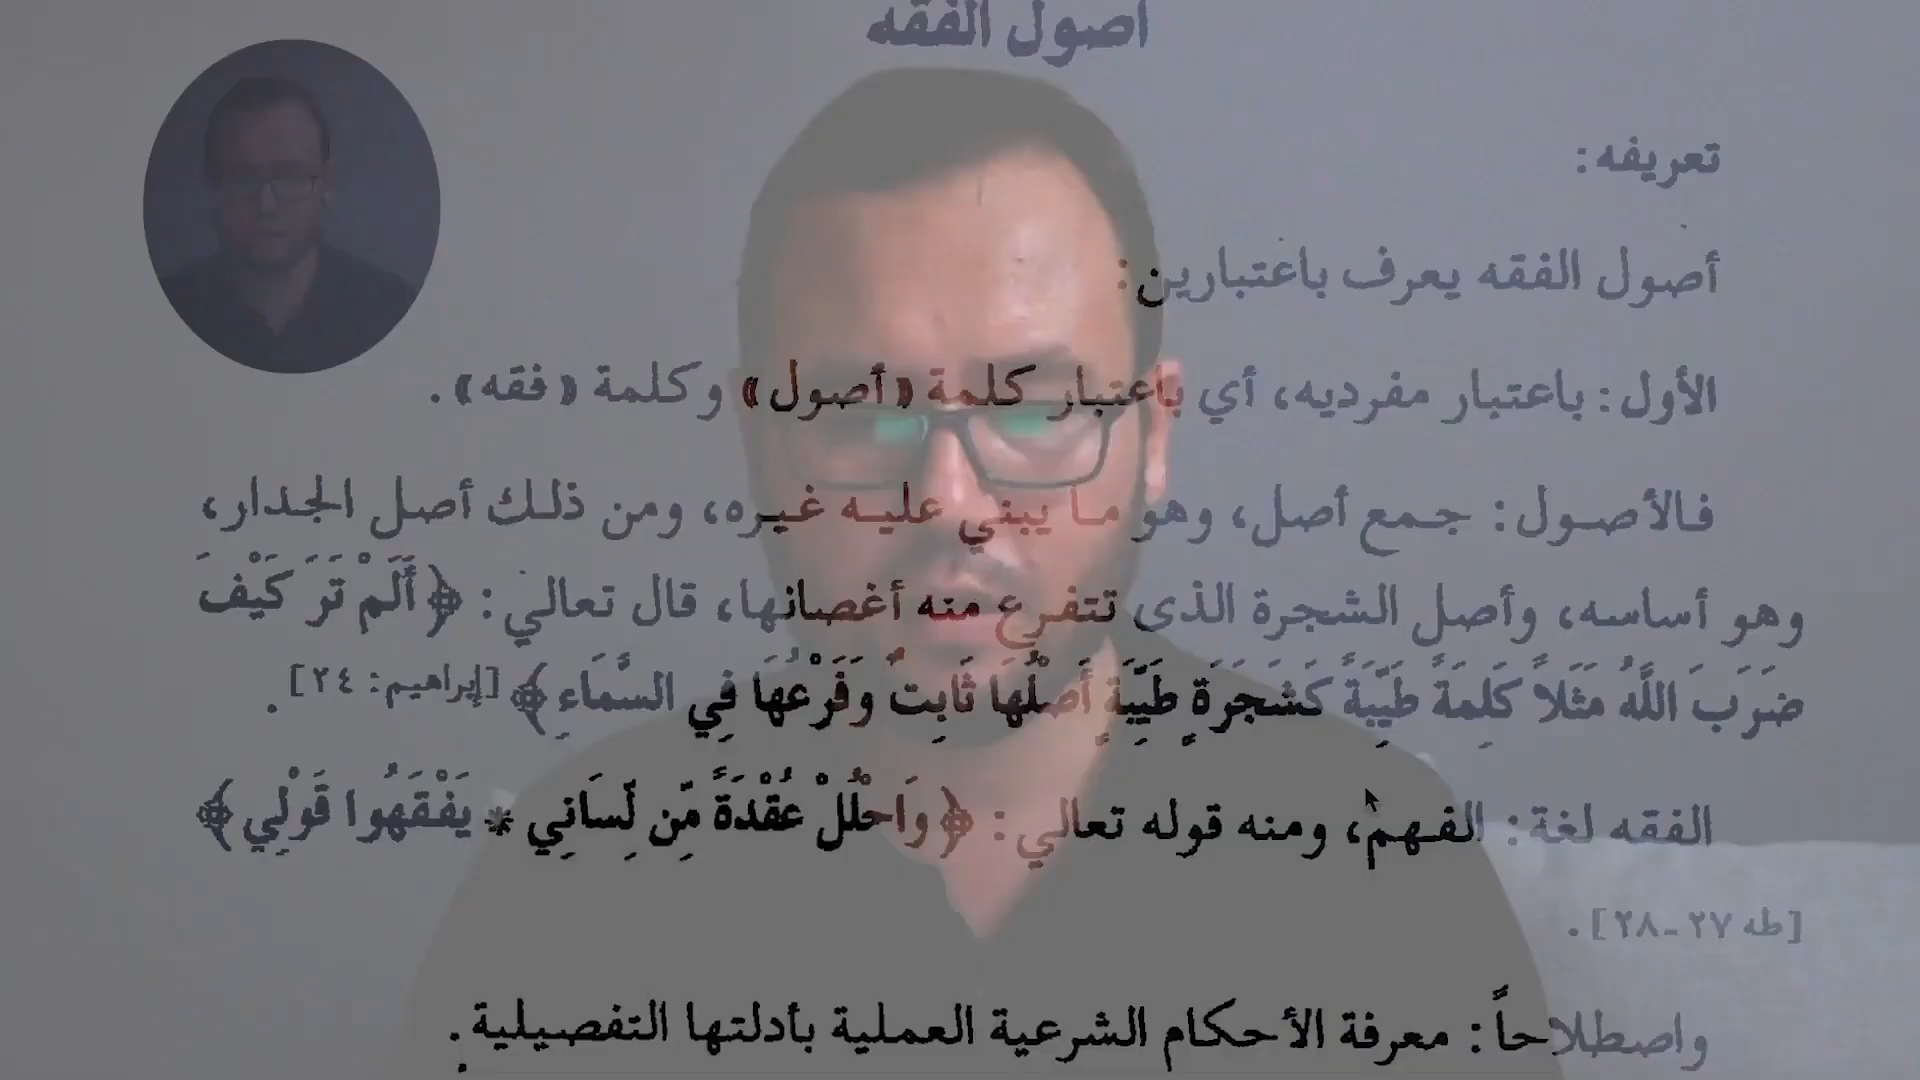 أصول الفقه
تعريفه:
أصول الفقه يعرف باعتبارين:
الأول: باعتبار مفرديه، أي باعتبار كلمة «أصول» وكلمة «فقه».
فالأصول: جمع أصل، وهو ما يبني عليه غيره، ومن ذلك أصل الجدار،
وهو أساسه، وأصل الشجرة الذى تتفرع منه أغصانها، قال تعالي: ﴿أَلَمْ تَرَ كَيْفَ
ضَرَبَ اللَّهُ مَثَلاً كَلِمَةً طَيِّبَةً كَشَجَرَةٍ طَيِّبَةٍ أَصْلُهَا ثَابِتٌ وَفَرْعُهَا فِي السَّمَاءِ﴾ [إبراهيم: ٢٤].
الفقه لغة: الفهم، ومنه قوله تعالي: ﴿وَاحْلُلْ عُقْدَةً مِّن لِّسَانِي * يَفْقَهُوا قَوْلِي﴾
[طه ٢٧ -٢٨].
واصطلاحاً: معرفة الأحكام الشرعية العملية بأدلتها التفصيلية.